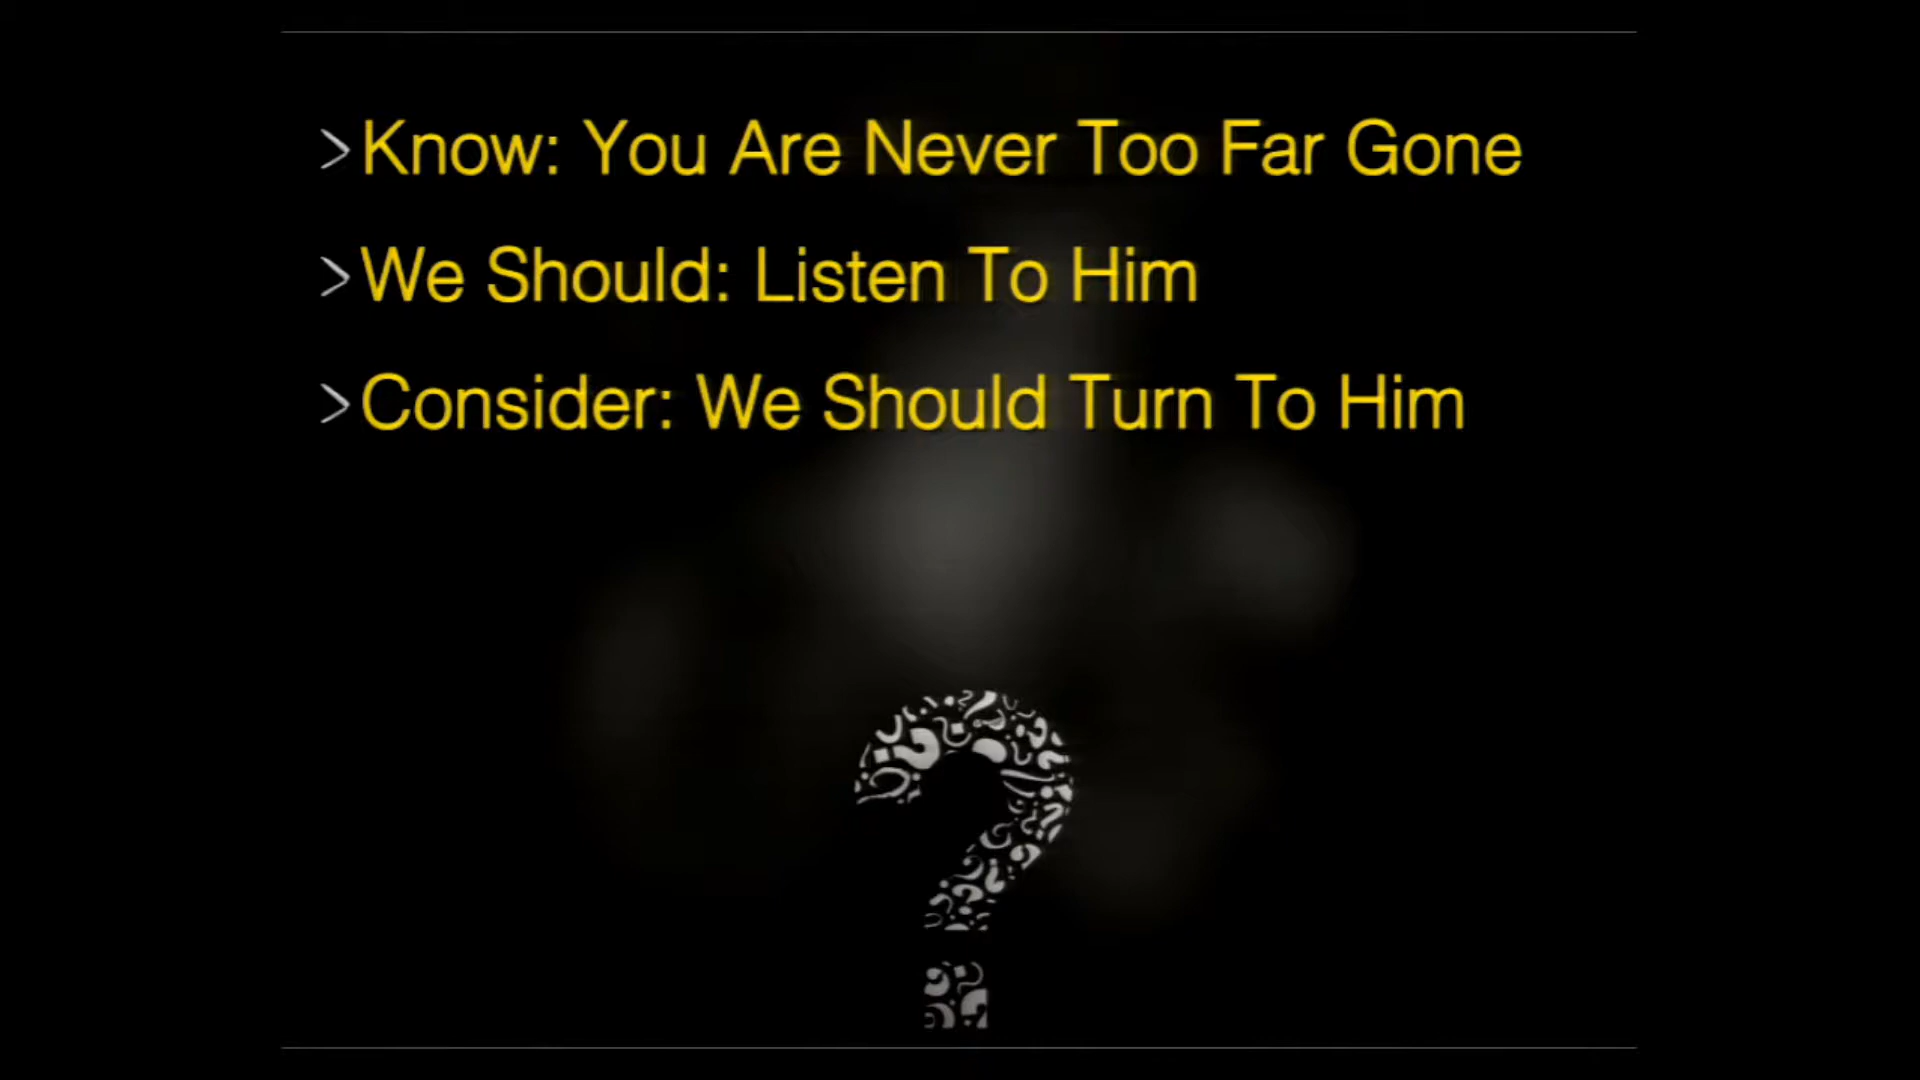 >Know: You Are Never Too Far Gone
>We Should: Listen To Him
>Consider: We Should Turn To Him
?